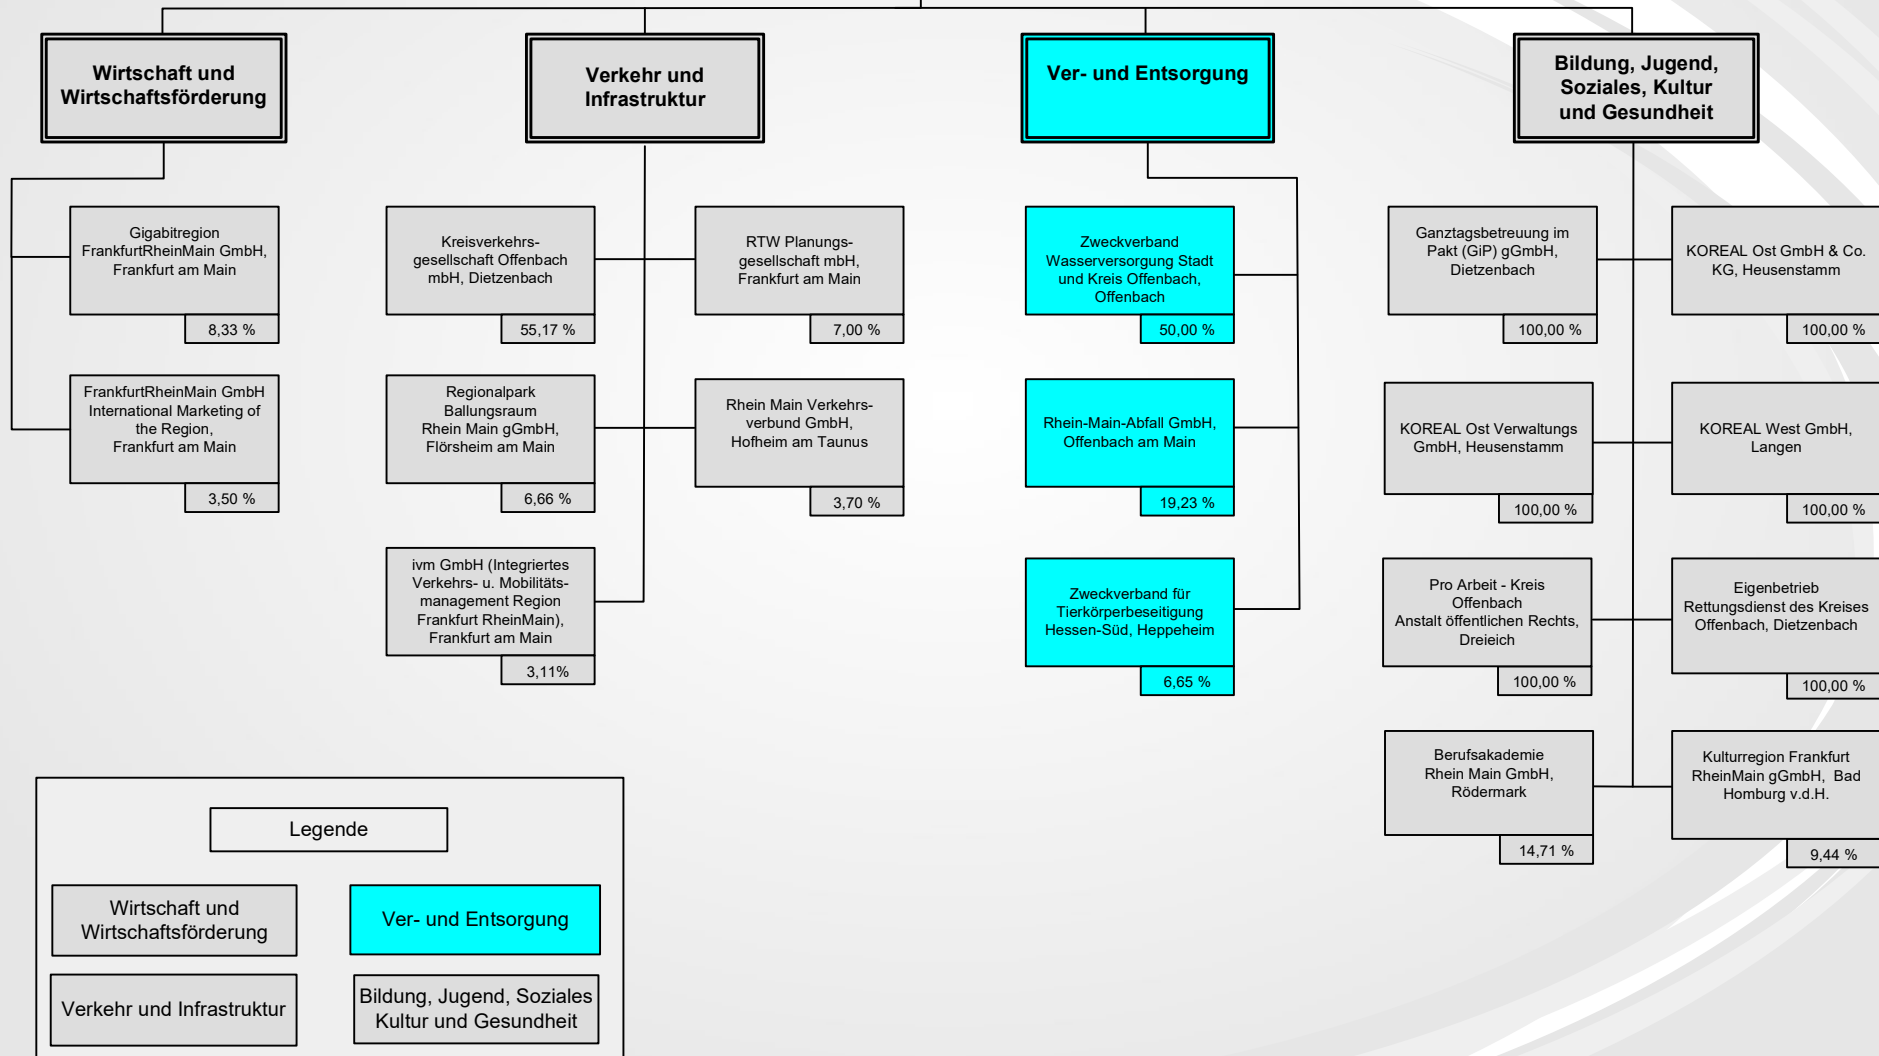 Wirtschaft und
Wirtschaftsförderung
Gigabitregion
FrankfurtRheinMain GmbH,
Frankfurt am Main
8,33 %
FrankfurtRheinMain GmbH
International Marketing of
the Region,
Frankfurt am Main
3,50 %
Verkehr und
Infrastruktur
Kreisverkehrs-
gesellschaft Offenbach
mbH, Dietzenbach
55,17 %
RTW Planungs-
gesellschaft mbH,
Frankfurt am Main
7,00 %
Regionalpark
Ballungsraum
Rhein Main gGmbH,
Flörsheim am Main
6,66 %
Rhein Main Verkehrs-
verbund GmbH,
Hofheim am Taunus
3,70 %
ivm GmbH (Integriertes
Verkehrs- u. Mobilitäts-
management Region
Frankfurt RheinMain),
Frankfurt am Main
3,11%
Ver- und Entsorgung
Zweckverband
Wasserversorgung Stadt
und Kreis Offenbach,
Offenbach
50,00 %
Rhein-Main-Abfall GmbH,
Offenbach am Main
19,23 %
Zweckverband für
Tierkörperbeseitigung
Hessen-Süd, Heppeheim
6,65 %
Bildung, Jugend,
Soziales, Kultur
und Gesundheit
Ganztagsbetreuung im
Pakt (GiP) gGmbH,
Dietzenbach
100,00 %
KOREAL Ost GmbH & Co.
KG, Heusenstamm
100,00 %
KOREAL Ost Verwaltungs
GmbH, Heusenstamm
100,00 %
KOREAL West GmbH,
Langen
100,00 %
Pro Arbeit - Kreis
Offenbach
Anstalt öffentlichen Rechts,
Dreieich
100,00 %
Eigenbetrieb
Rettungsdienst des Kreises
Offenbach, Dietzenbach
100,00 %
Berufsakademie
Rhein Main GmbH,
Rödermark
14,71 %
Kulturregion Frankfurt
RheinMain gGmbH, Bad
Homburg v.d.H.
9,44 %
Legende
Wirtschaft und
Wirtschaftsförderung
Ver- und Entsorgung
Verkehr und Infrastruktur
Bildung, Jugend, Soziales
Kultur und Gesundheit